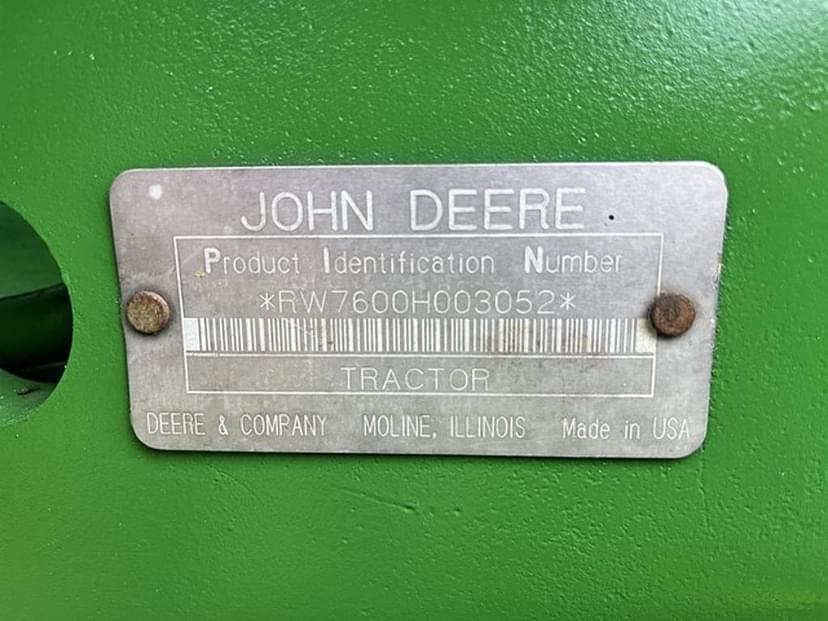 JOHN DEERE
Product Identification Number
*RW7600H003052*
TRACTOR
DEERE & COMPANY MOLINE, ILLINOIS Made in USA